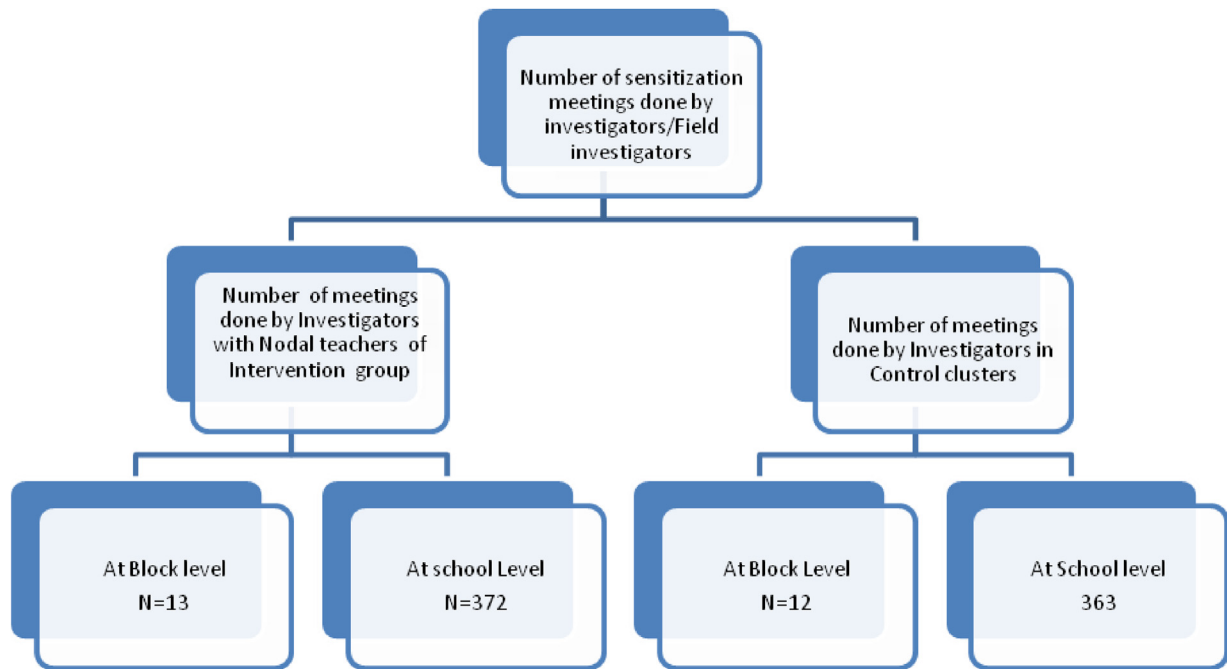 Number of sensitization
meetings done by
investigators/Field
investigators
Number of meetings
done by Investigators
with Nodal teachers of
Intervention group
Number of meetings
done by Investigators in
Control clusters
At Block level
N=13
At school Level
N=372
At Block Level
N=12
At School level
363